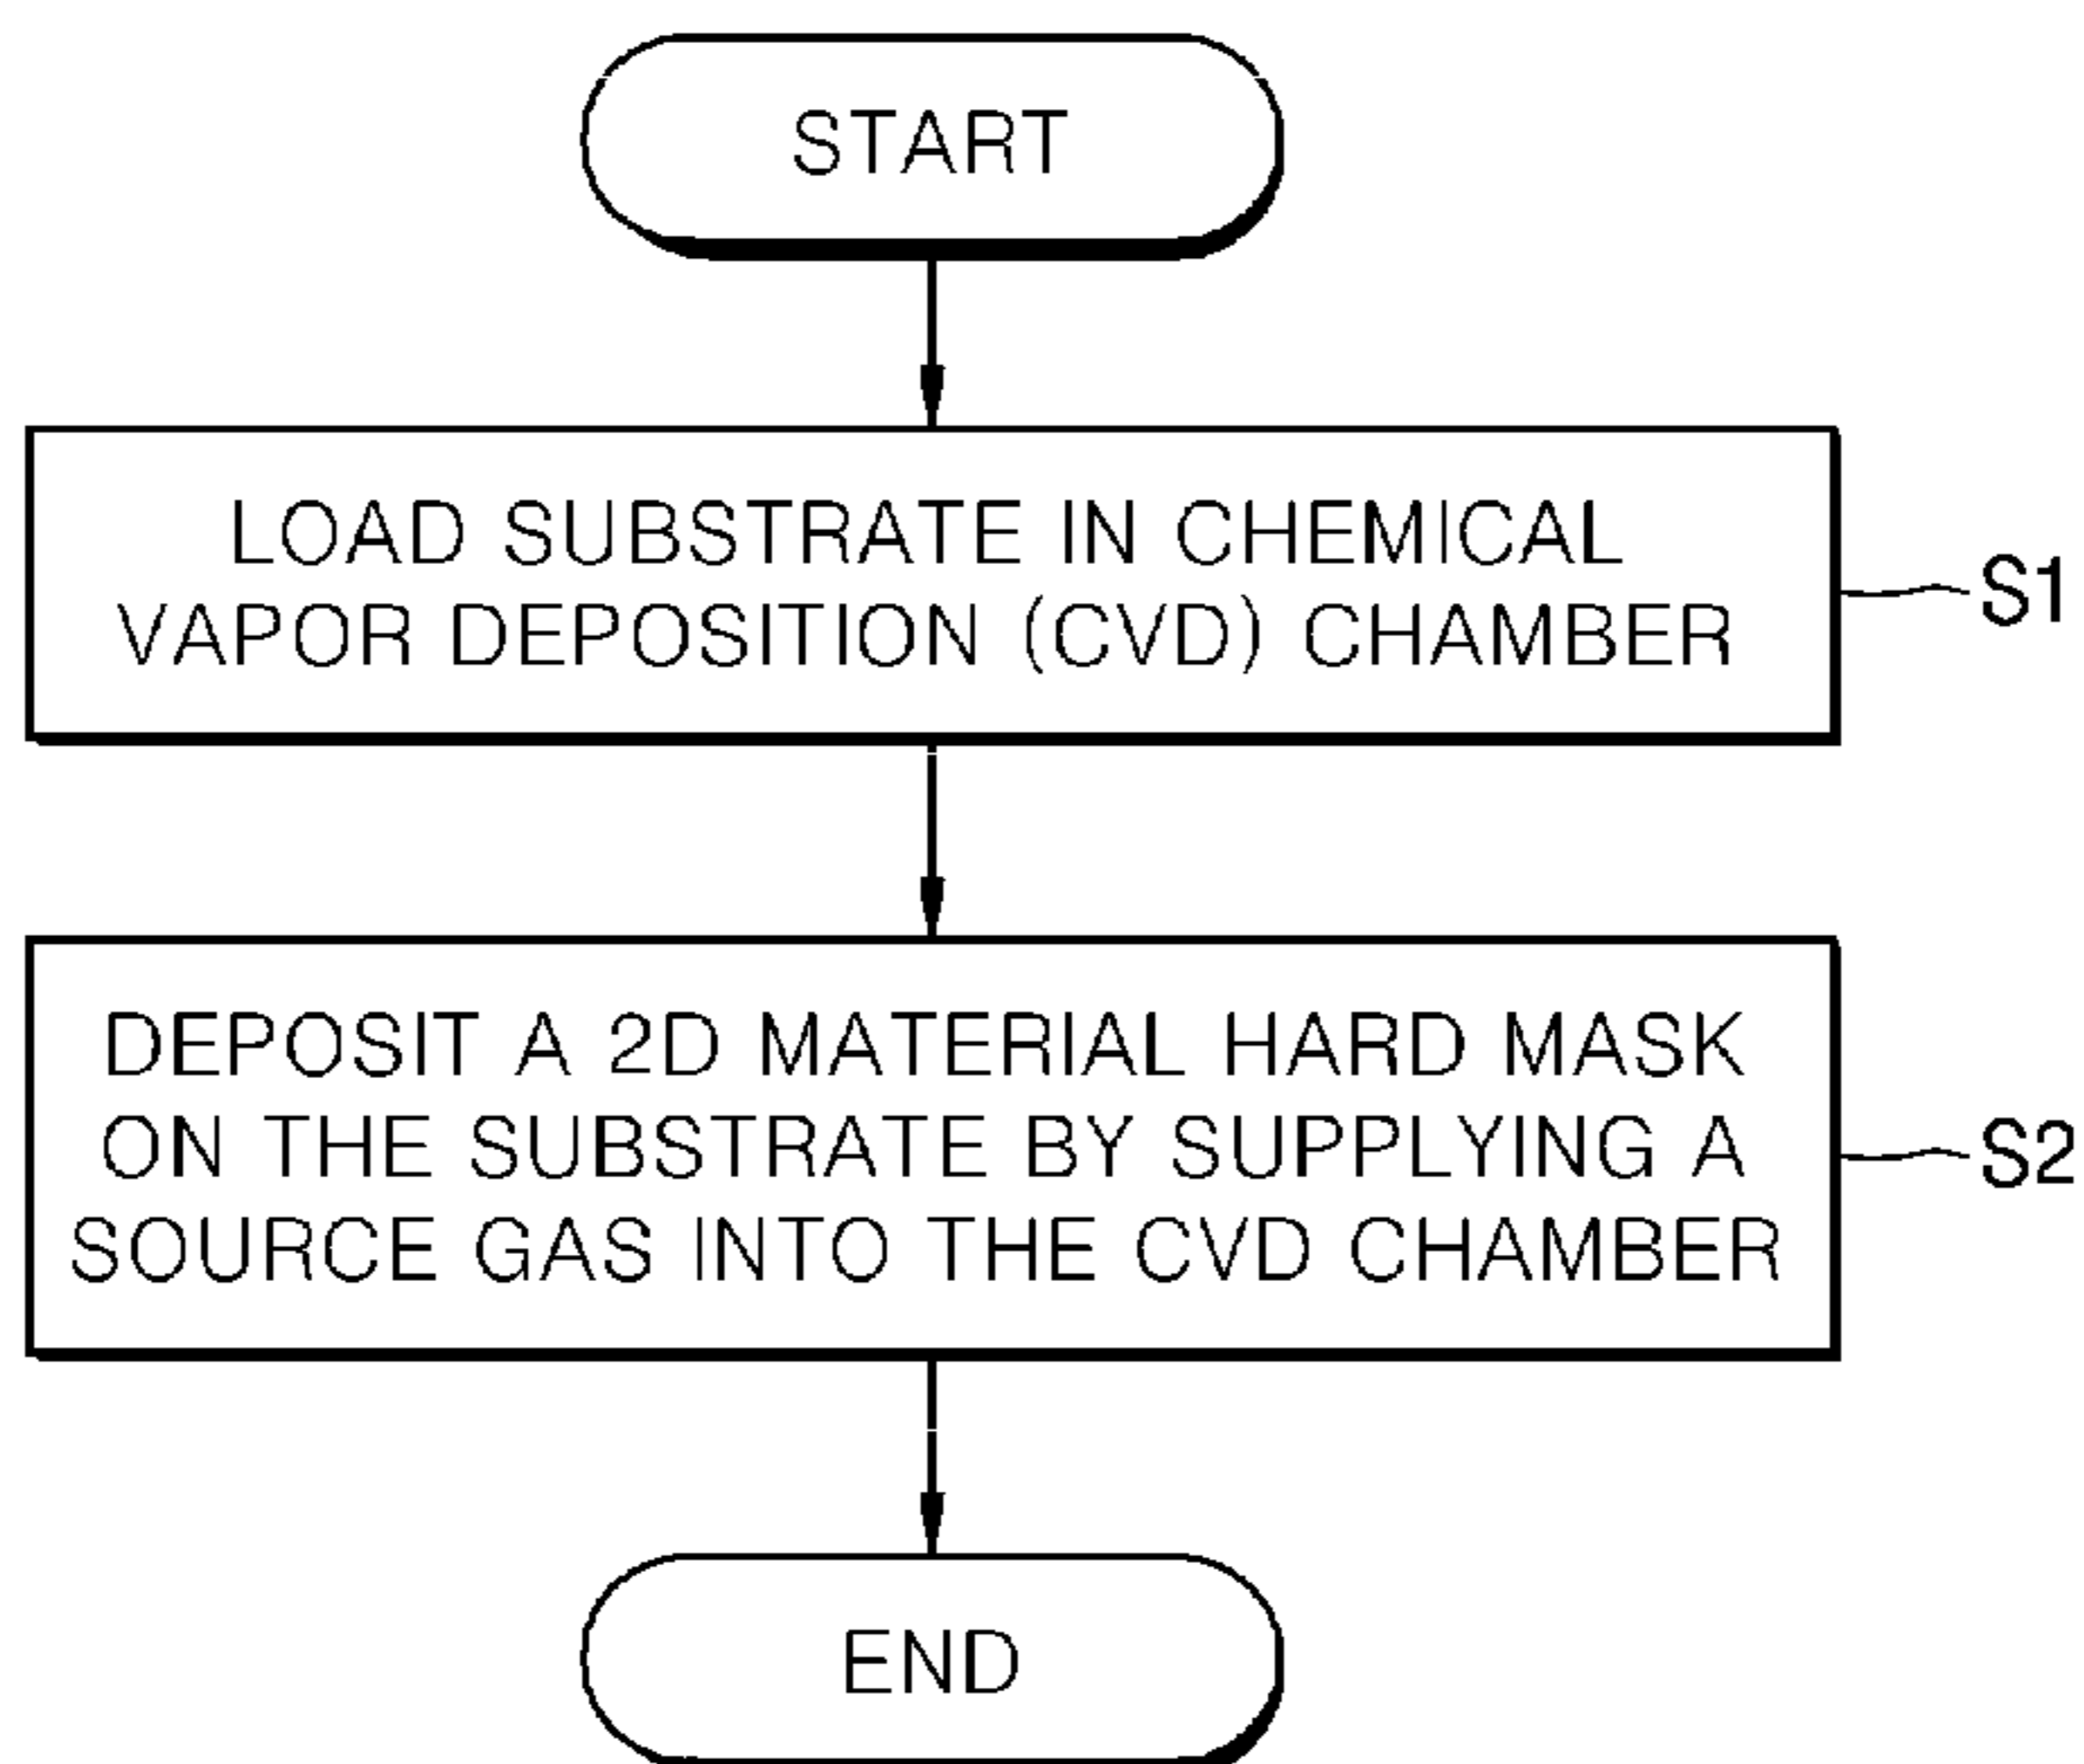 START
LOAD SUBSTRATE IN CHEMICAL
VAPOR DEPOSITION (CVD) CHAMBER
S1
DEPOSIT A 2D MATERIAL HARD MASK
ON THE SUBSTRATE BY SUPPLYING A
SOURCE GAS INTO THE CVD CHAMBER
S2
END